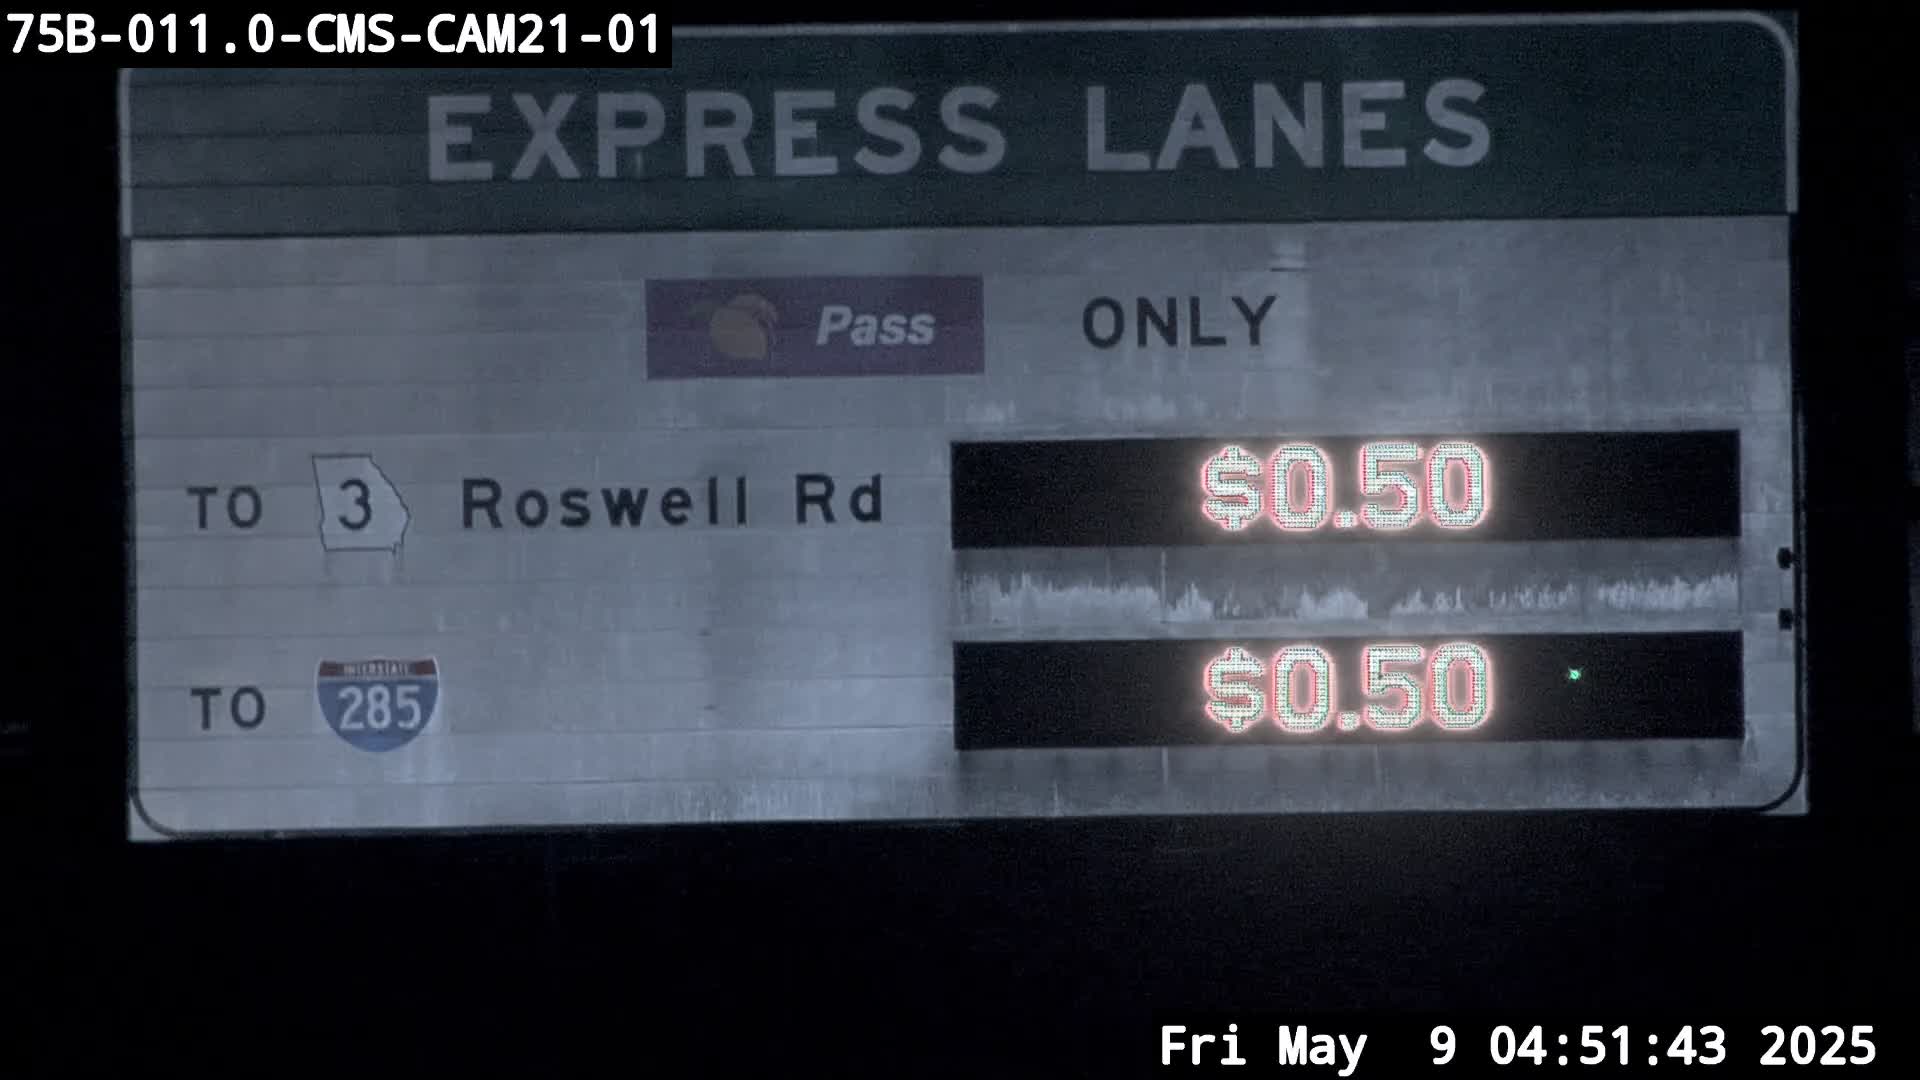 75B-011.0-CMS-CAM21-01
EXPRESS LANES
Pass ONLY
TO 3 Roswell Rd $0.50
INTERSTATE
TO 285 $0.50
Fri May 9 04:51:43 2025